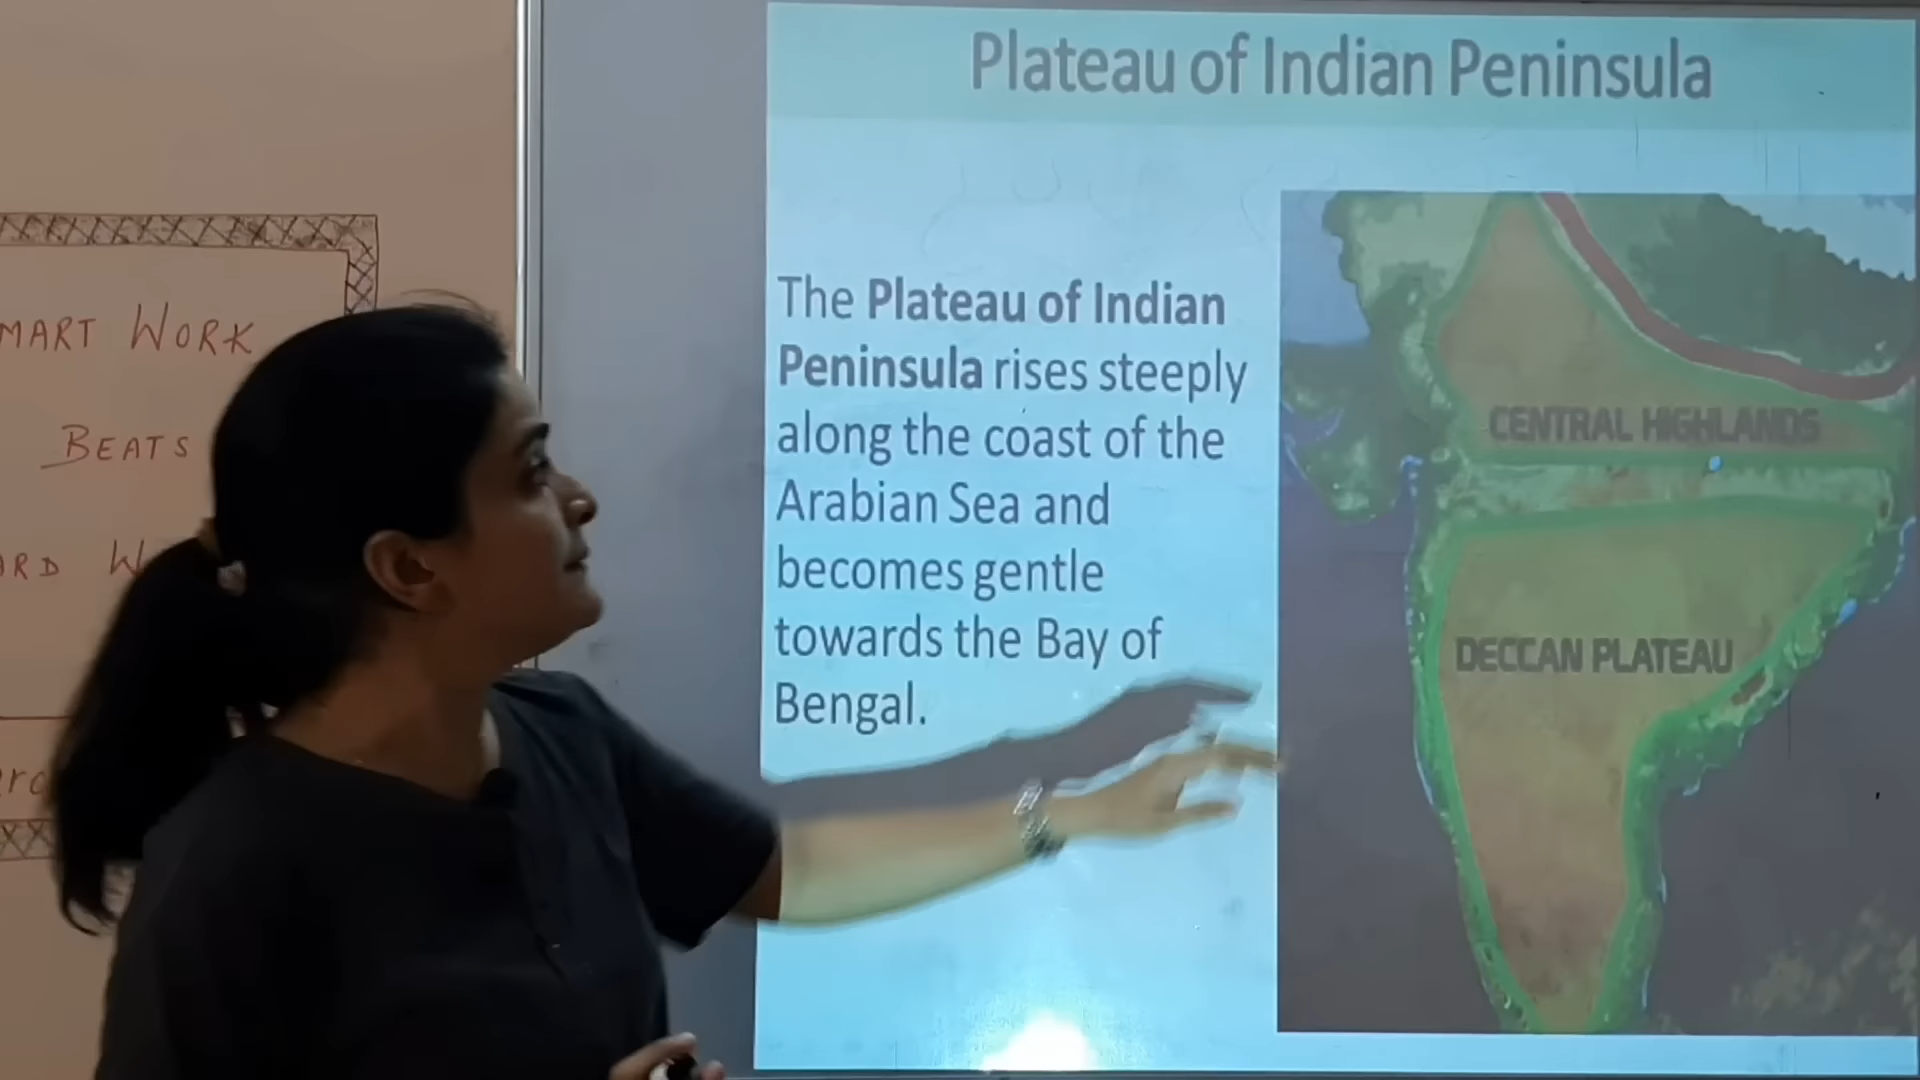 MART WORK
BEATS
ARD
Plateau of Indian Peninsula
The Plateau of Indian
Peninsula rises steeply
along the coast of the
Arabian Sea and
becomes gentle
towards the Bay of
Bengal.
CENTRAL HIGHLANDS
DECCAN PLATEAU